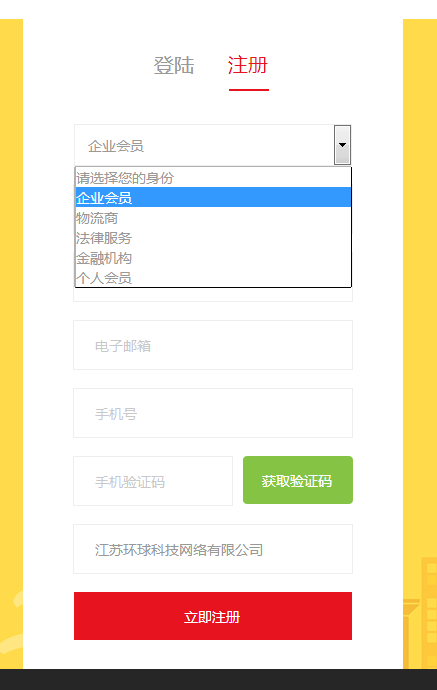 登陆 注册
企业会员
请选择您的身份
企业会员
物流商
法律服务
金融机构
个人会员
电子邮箱
手机号
手机验证码 获取验证码
江苏环球科技网络有限公司
立即注册